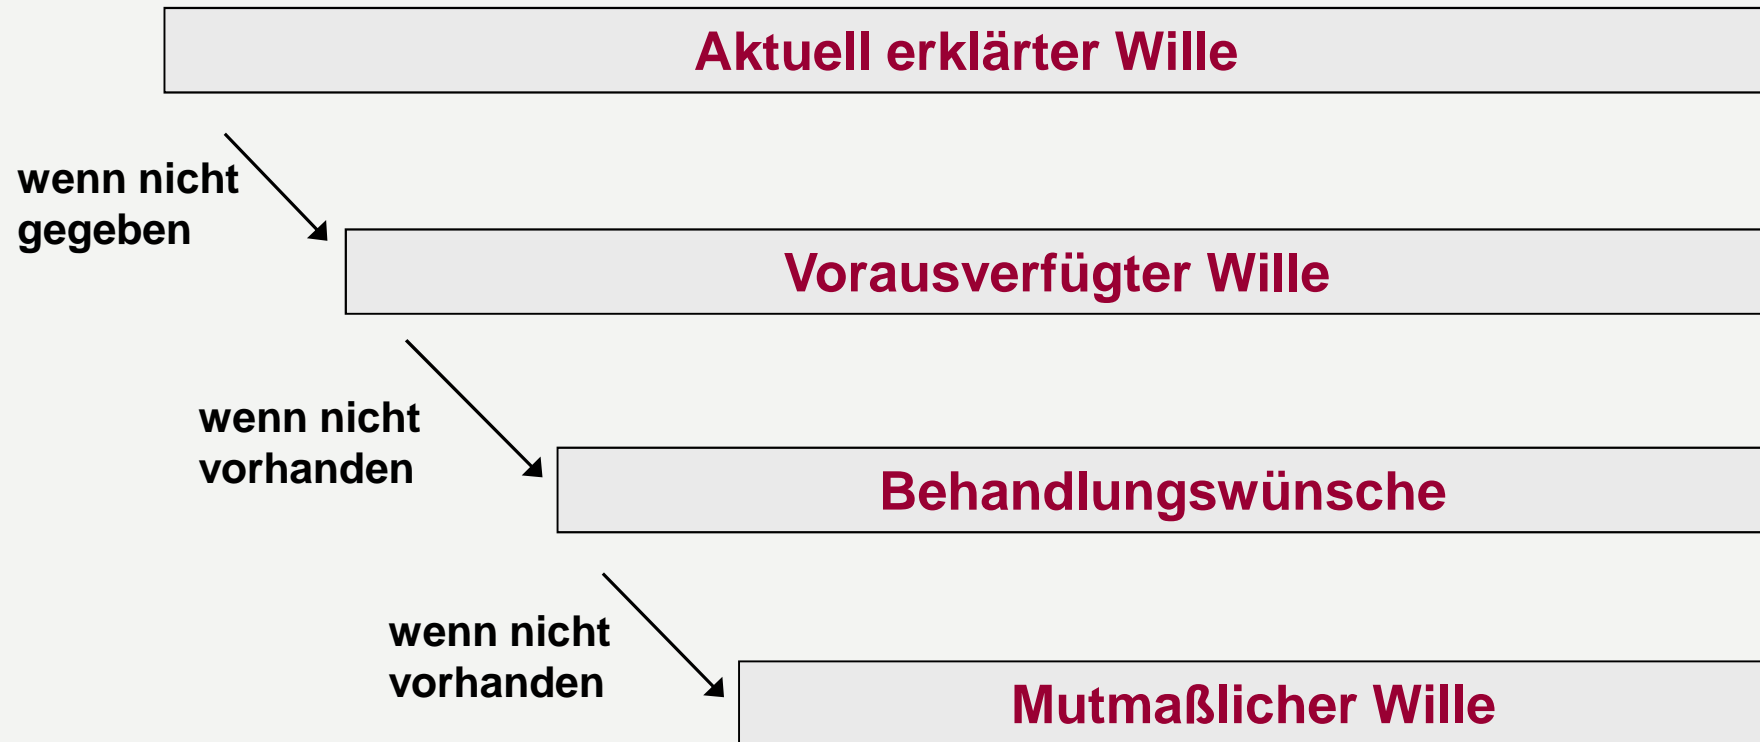 Aktuell erklärter Wille
wenn nicht
gegeben
Vorausverfügter Wille
wenn nicht
vorhanden
Behandlungswünsche
wenn nicht
vorhanden
Mutmaßlicher Wille